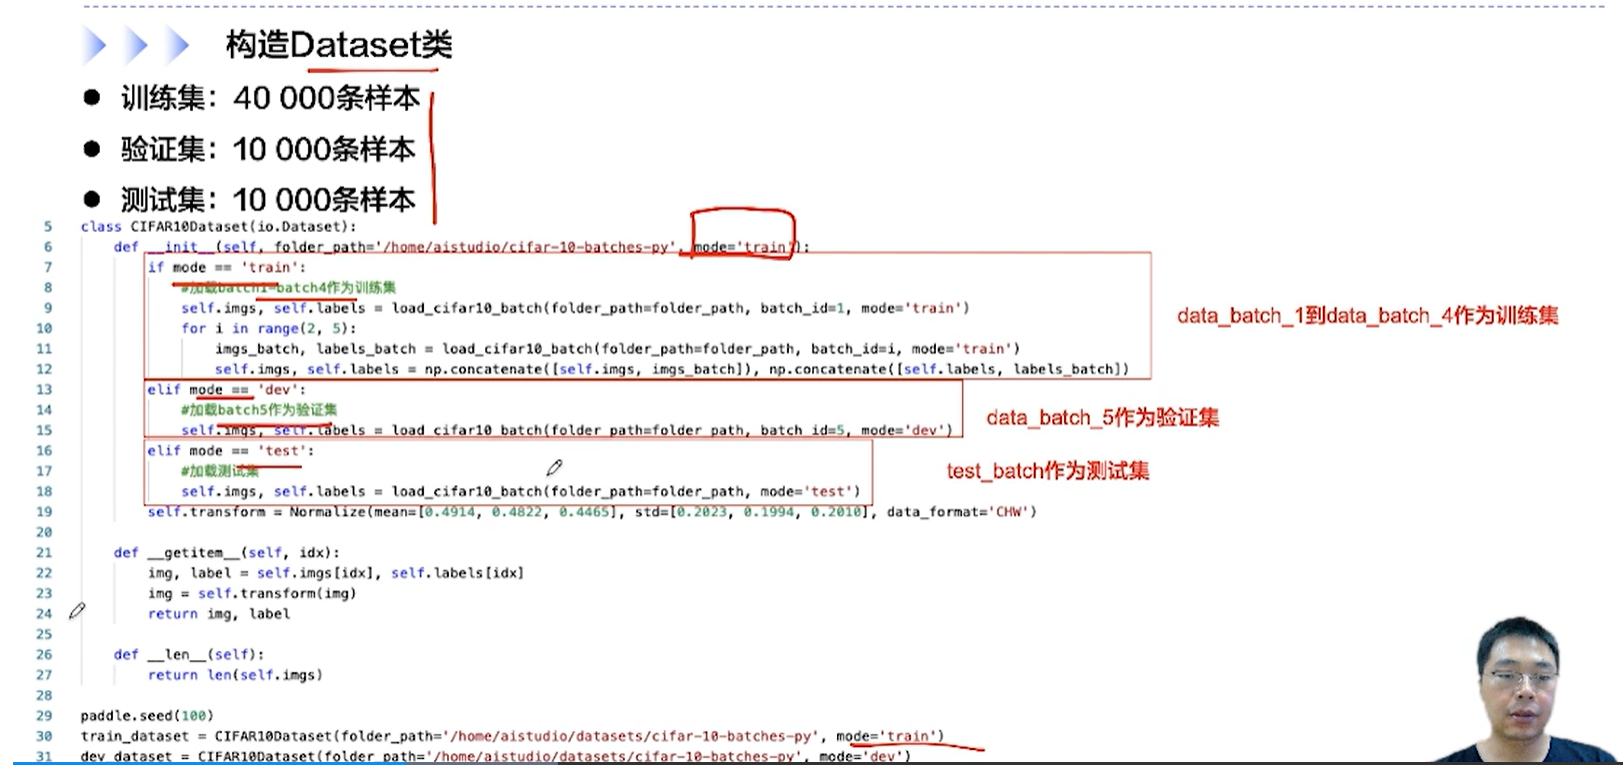 构造Dataset类
● 训练集：40 000条样本
● 验证集：10 000条样本
● 测试集：10 000条样本
5 class CIFAR10Dataset(io.Dataset):
6 def __init__(self, folder_path='/home/aistudio/cifar-10-batches-py', mode='train'):
7 if mode == 'train':
8 #加载batch1-batch4作为训练集
9 self.imgs, self.labels = load_cifar10_batch(folder_path=folder_path, batch_id=1, mode='train')
10 for i in range(2, 5):
11 imgs_batch, labels_batch = load_cifar10_batch(folder_path=folder_path, batch_id=i, mode='train')
12 self.imgs, self.labels = np.concatenate([self.imgs, imgs_batch]), np.concatenate([self.labels, labels_batch])
data_batch_1到data_batch_4作为训练集
13 elif mode == 'dev':
14 #加载batch5作为验证集
15 self.imgs, self.labels = load_cifar10_batch(folder_path=folder_path, batch_id=5, mode='dev')
data_batch_5作为验证集
16 elif mode == 'test':
17 #加载测试集
18 self.imgs, self.labels = load_cifar10_batch(folder_path=folder_path, mode='test')
test_batch作为测试集
19 self.transform = Normalize(mean=[0.4914, 0.4822, 0.4465], std=[0.2023, 0.1994, 0.2010], data_format='CHW')
20
21 def __getitem__(self, idx):
22 img, label = self.imgs[idx], self.labels[idx]
23 img = self.transform(img)
24 return img, label
25
26 def __len__(self):
27 return len(self.imgs)
28
29 paddle.seed(100)
30 train_dataset = CIFAR10Dataset(folder_path='/home/aistudio/datasets/cifar-10-batches-py', mode='train')
31 dev_dataset = CIFAR10Dataset(folder_path='/home/aistudio/datasets/cifar-10-batches-py', mode='dev')